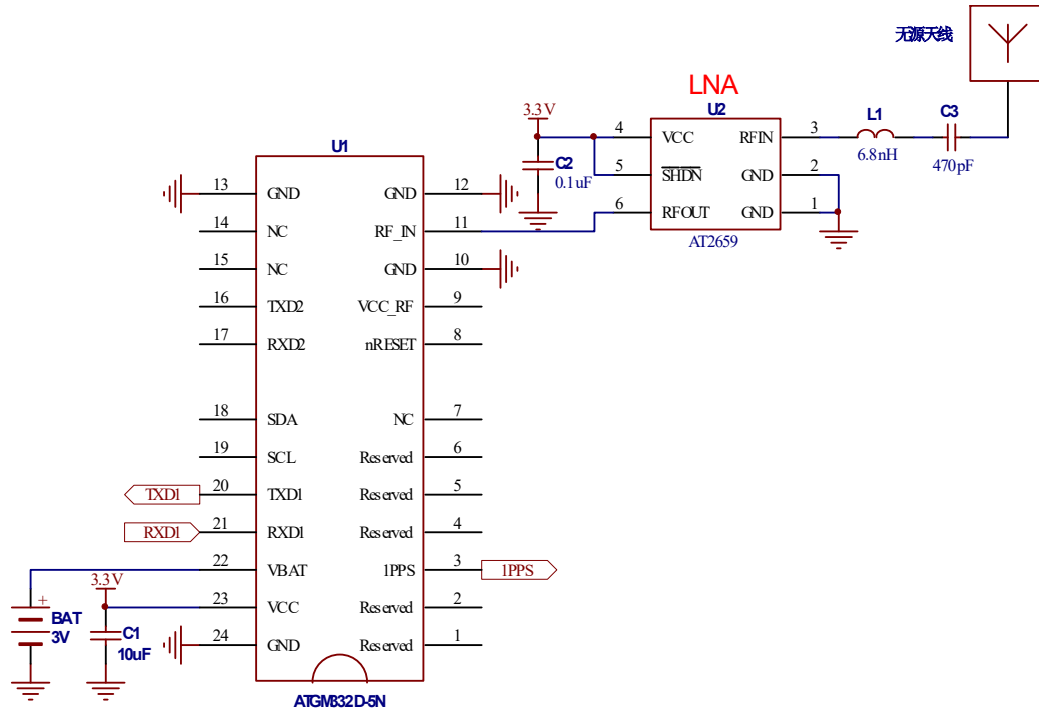 无源天线
LNA
U2
L1
C3
3.3V
4
VCC
RFIN
3
6.8nH
470pF
C2
0.1uF
5
SHDN
GND
2
6
RFOUT
GND
1
AT2659
U1
13
GND
GND
12
14
NC
RF_IN
11
15
NC
GND
10
16
TXD2
VCC_RF
9
17
RXD2
nRESET
8
18
SDA
NC
7
19
SCL
Reserved
6
TXD1
20
TXD1
Reserved
5
RXD1
21
RXD1
Reserved
4
22
VBAT
1PPS
3
1PPS
3.3V
23
VCC
Reserved
2
+
BAT
3V
C1
10uF
24
GND
Reserved
1
ATGM332D-5N